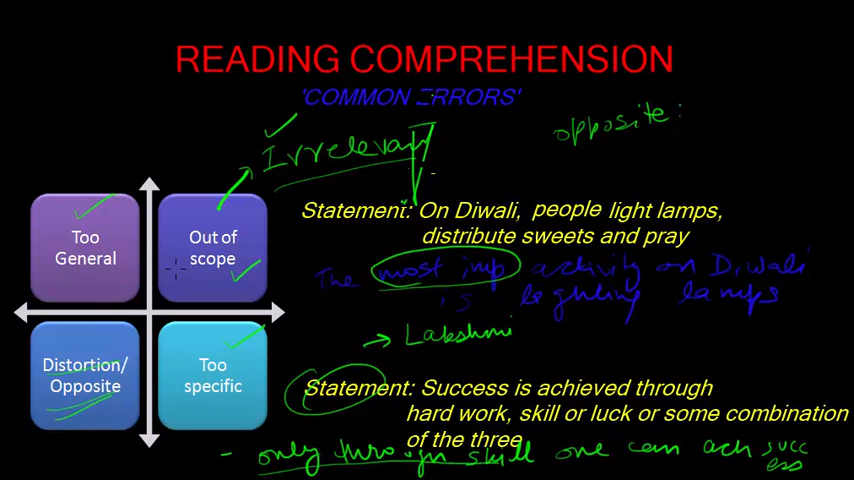 READING COMPREHENSION
'COMMON ERRORS'
opposite:
Irrelevant
Too General
Out of scope
Distortion/ Opposite
Too specific
Statement: On Diwali, people light lamps,
distribute sweets and pray
The most imp activity on Diwali
is lighting lamps
→ Lakshmi
Statement: Success is achieved through
hard work, skill or luck or some combination
of the three
- only through skill one can ach success